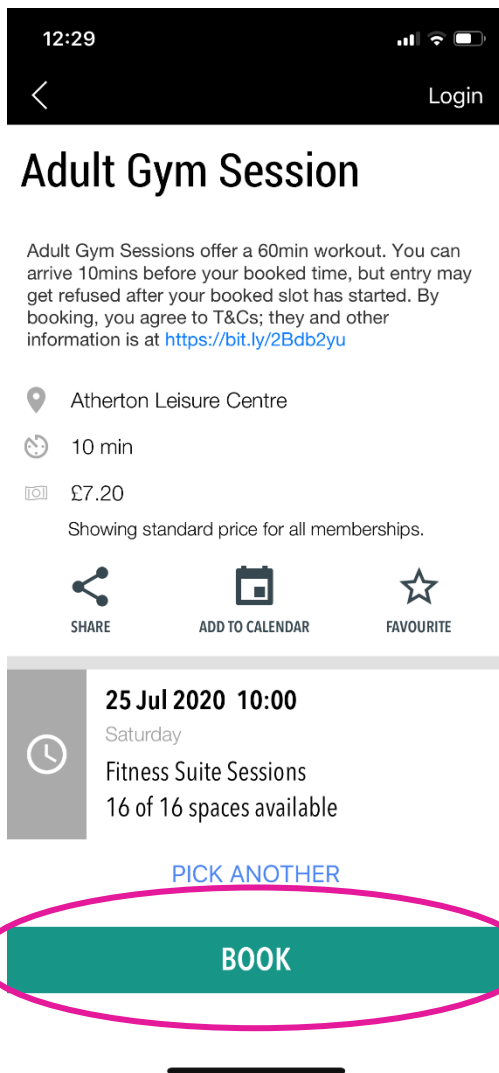 12:29
Login
Adult Gym Session
Adult Gym Sessions offer a 60min workout. You can
arrive 10mins before your booked time, but entry may
get refused after your booked slot has started. By
booking, you agree to T&Cs; they and other
information is at https://bit.ly/2Bdb2yu
Atherton Leisure Centre
10 min
£7.20
Showing standard price for all memberships.
SHARE ADD TO CALENDAR FAVOURITE
25 Jul 2020 10:00
Saturday
Fitness Suite Sessions
16 of 16 spaces available
PICK ANOTHER
BOOK